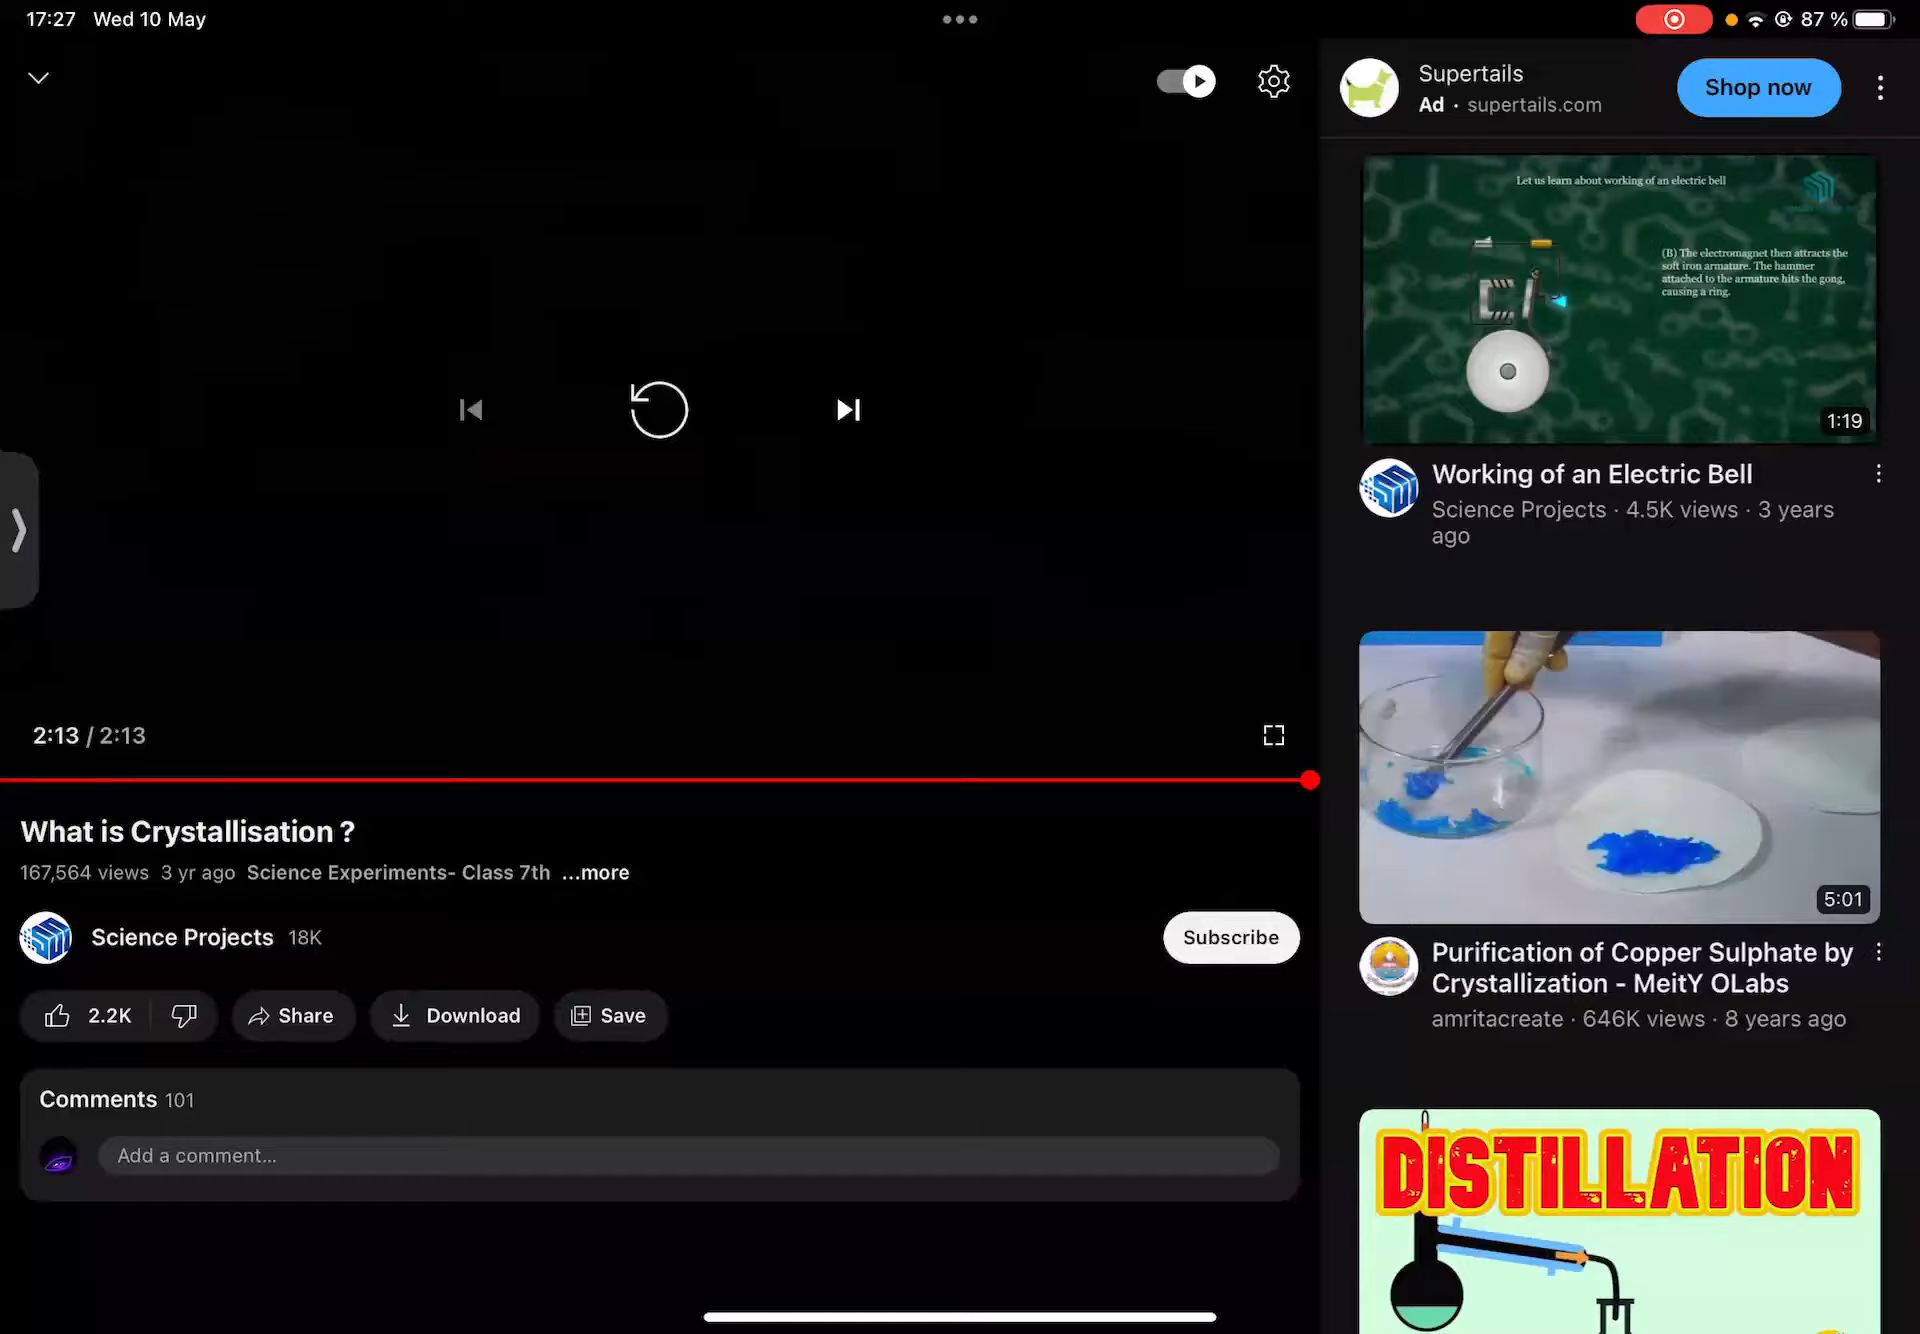 17:27 Wed 10 May
87 %
2:13 / 2:13
What is Crystallisation ?
167,564 views 3 yr ago Science Experiments- Class 7th ...more
Science Projects 18K
Subscribe
2.2K
Share
Download
Save
Comments 101
Add a comment...
Supertails
Ad · supertails.com
Shop now
Let us learn about working of an electric bell
(B) The electromagnet then attracts the
soft iron armature. The hammer
attached to the armature hits the gong,
causing a ring.
1:19
Working of an Electric Bell
Science Projects · 4.5K views · 3 years
ago
5:01
Purification of Copper Sulphate by
Crystallization - MeitY OLabs
amritacreate · 646K views · 8 years ago
DISTILLATION